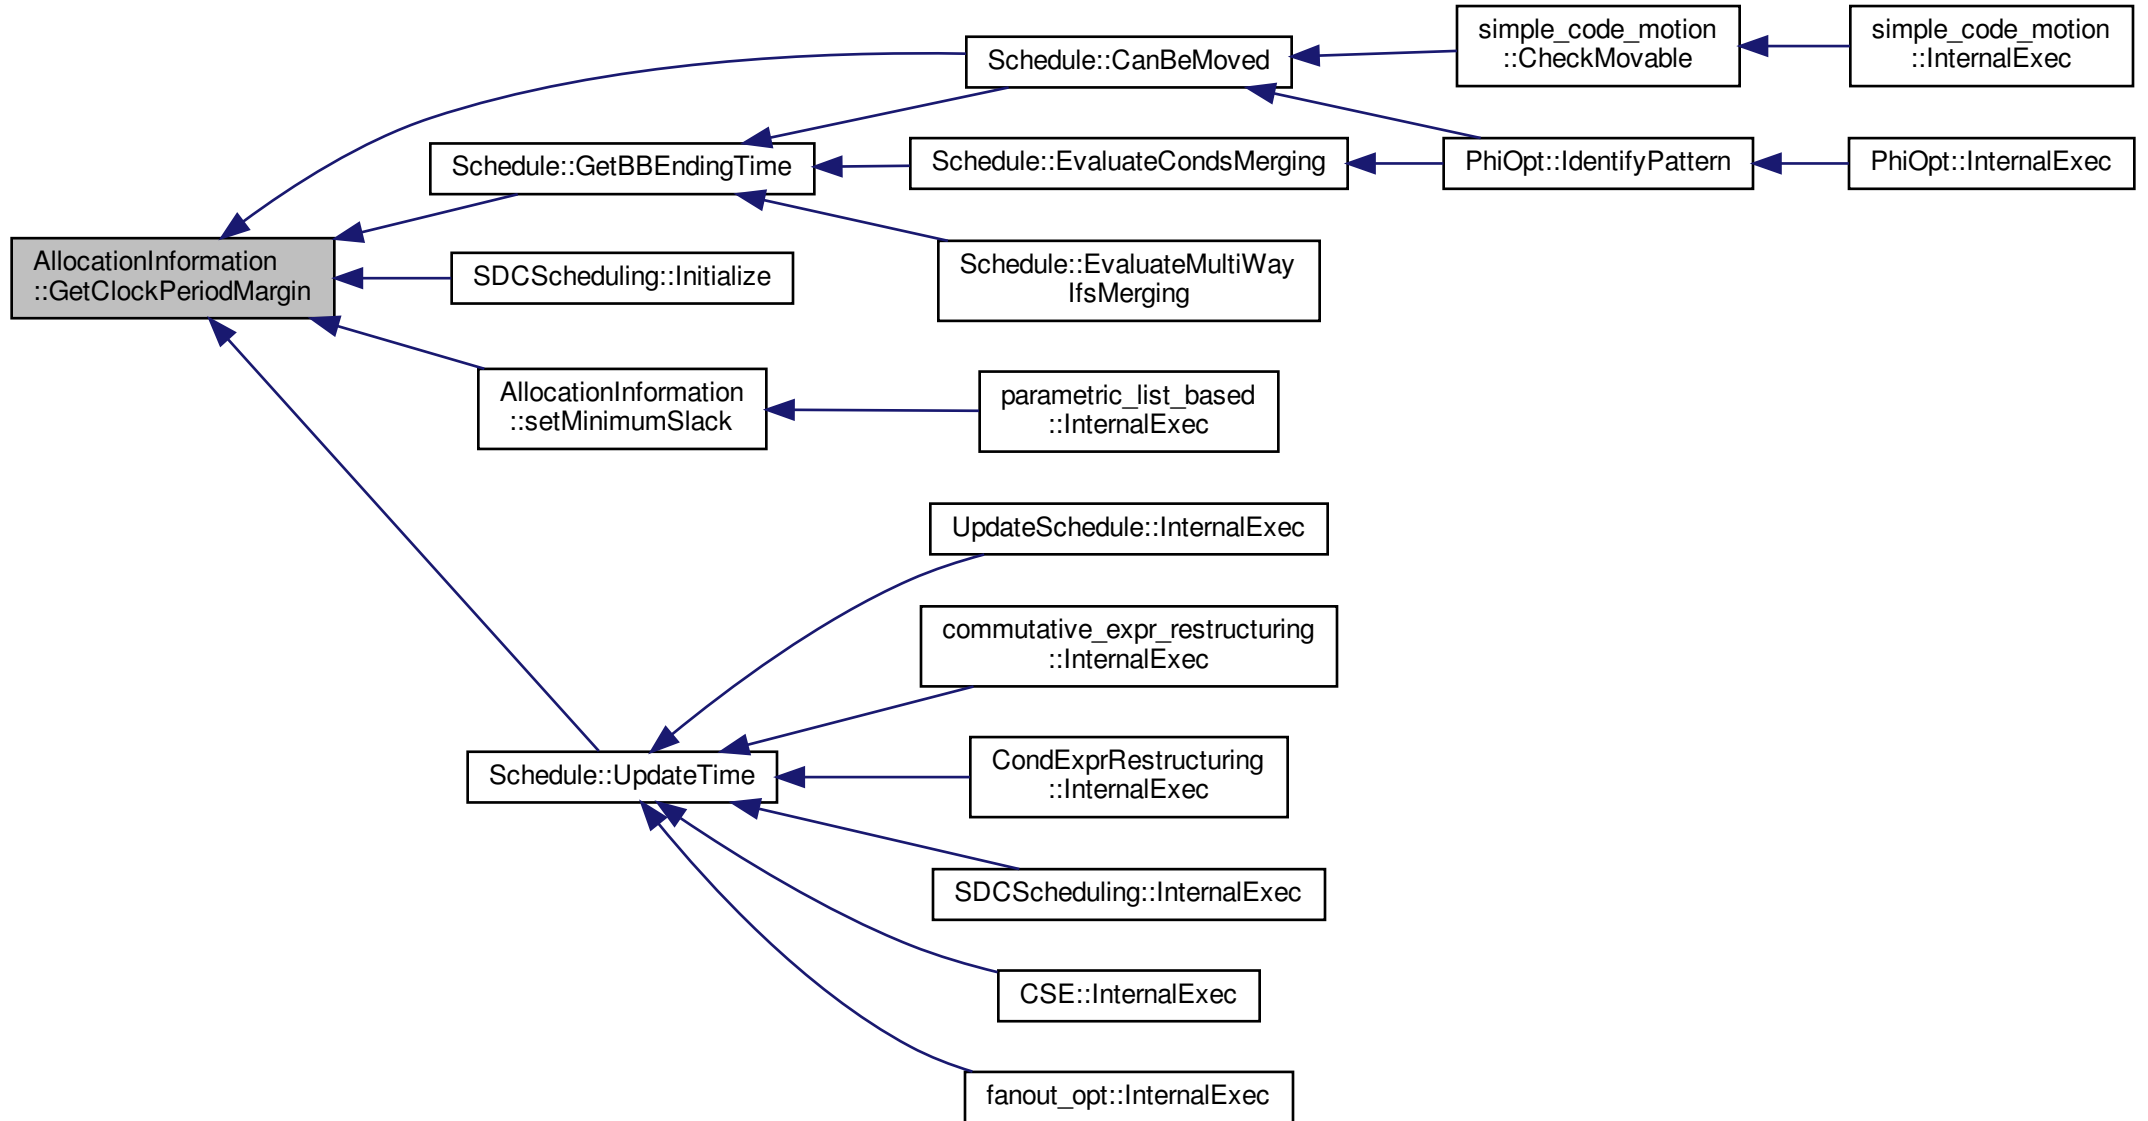 AllocationInformation
::GetClockPeriodMargin
Schedule::CanBeMoved
simple_code_motion
::CheckMovable
simple_code_motion
::InternalExec
Schedule::GetBBEndingTime
Schedule::EvaluateCondsMerging
PhiOpt::IdentifyPattern
PhiOpt::InternalExec
Schedule::EvaluateMultiWay
IfsMerging
SDCScheduling::Initialize
AllocationInformation
::setMinimumSlack
parametric_list_based
::InternalExec
Schedule::UpdateTime
UpdateSchedule::InternalExec
commutative_expr_restructuring
::InternalExec
CondExprRestructuring
::InternalExec
SDCScheduling::InternalExec
CSE::InternalExec
fanout_opt::InternalExec